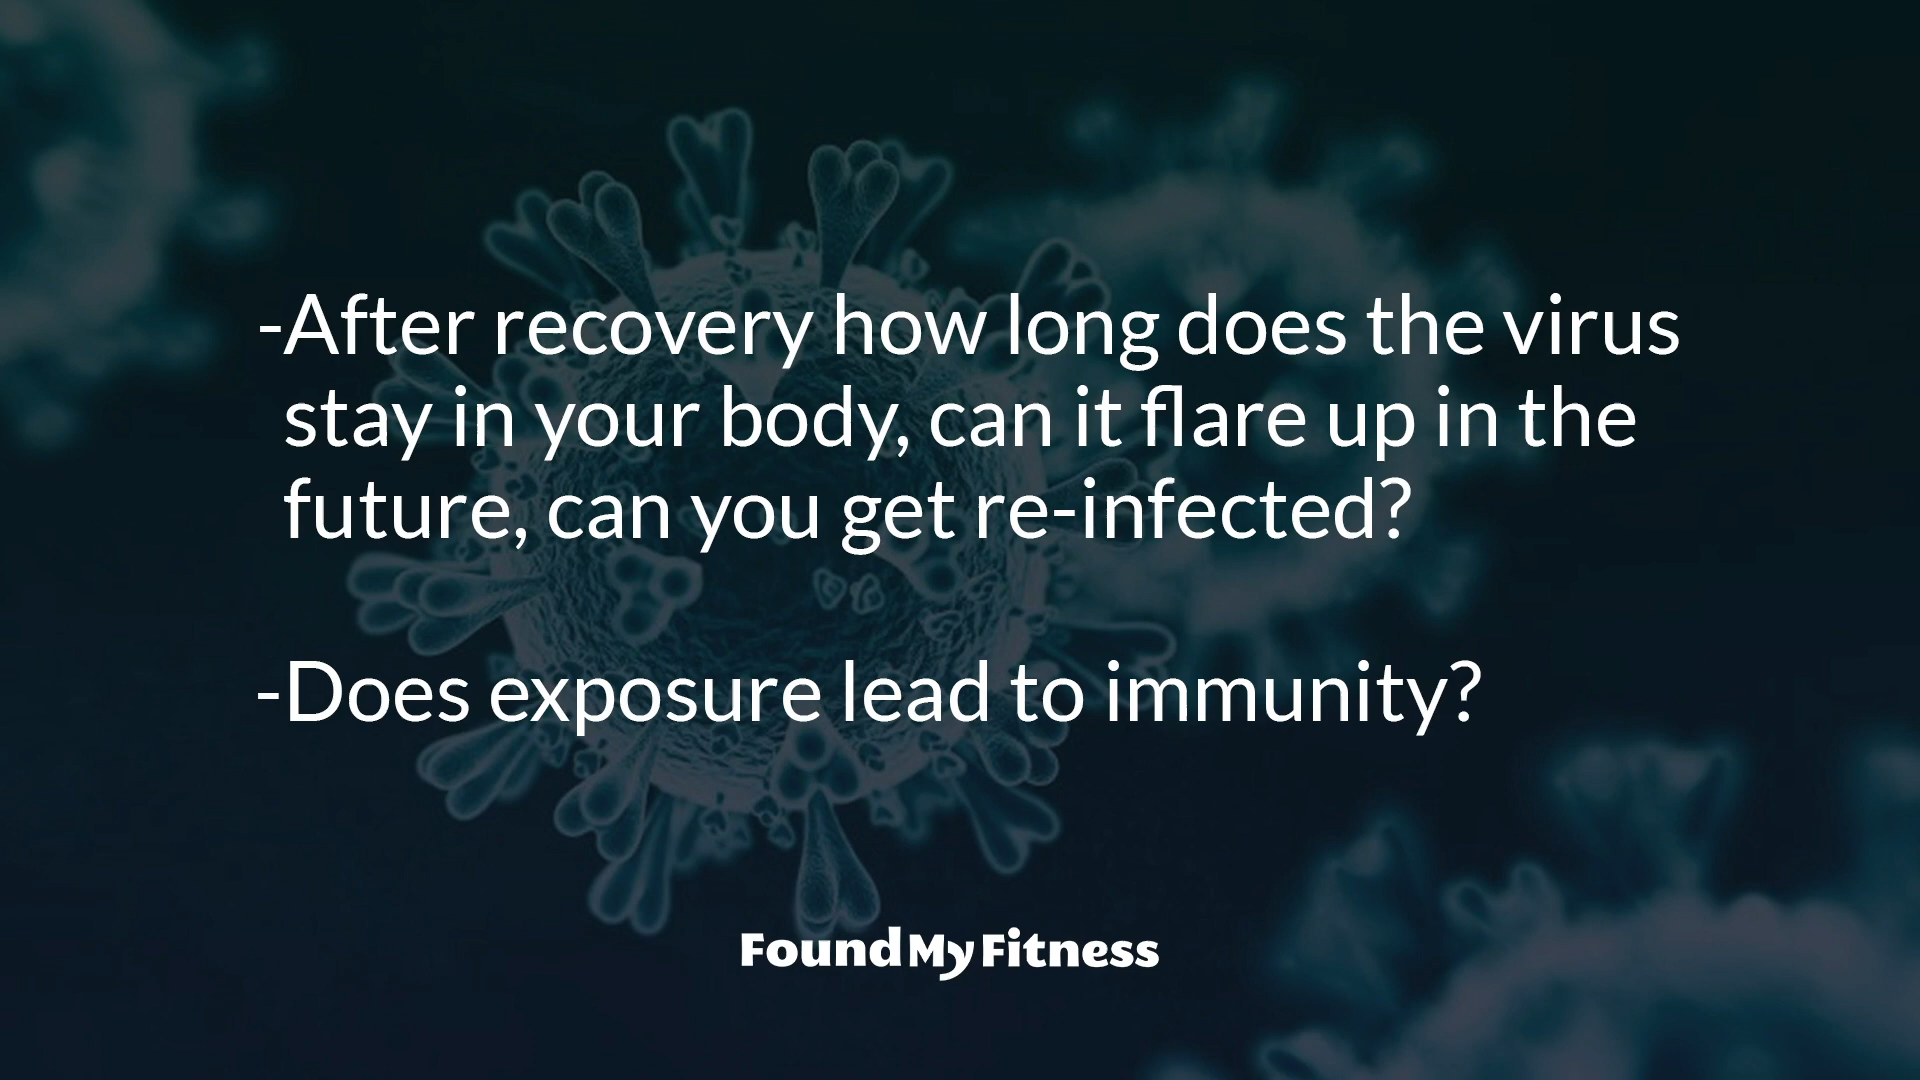 -After recovery how long does the virus
stay in your body, can it flare up in the
future, can you get re-infected?
-Does exposure lead to immunity?
FoundMyFitness